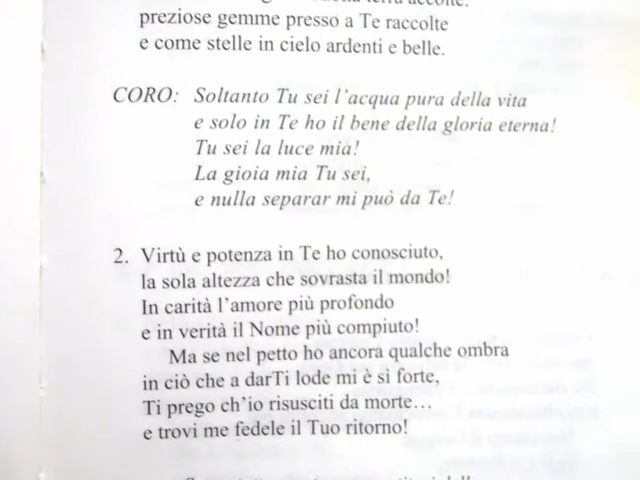 terra accolte.
preziose gemme presso a Te raccolte
e come stelle in cielo ardenti e belle.
CORO: Soltanto Tu sei l'acqua pura della vita
e solo in Te ho il bene della gloria eterna!
Tu sei la luce mia!
La gioia mia Tu sei,
e nulla separar mi può da Te!
2. Virtù e potenza in Te ho conosciuto,
la sola altezza che sovrasta il mondo!
In carità l'amore più profondo
e in verità il Nome più compiuto!
Ma se nel petto ho ancora qualche ombra
in ciò che a darTi lode mi è sì forte,
Ti prego ch'io risusciti da morte...
e trovi me fedele il Tuo ritorno!